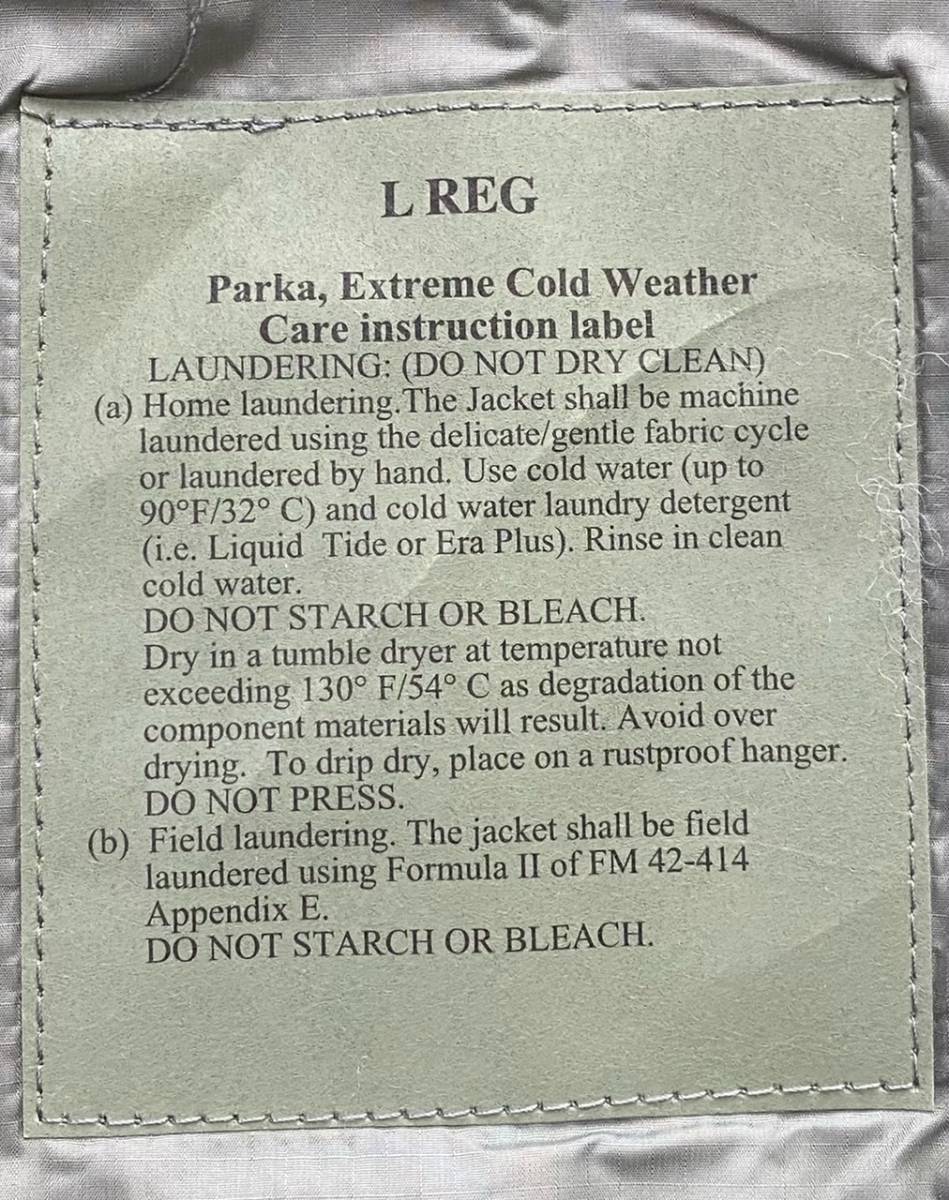 L REG
Parka, Extreme Cold Weather
Care instruction label
LAUNDERING: (DO NOT DRY CLEAN)
(a) Home laundering.The Jacket shall be machine
laundered using the delicate/gentle fabric cycle
or laundered by hand. Use cold water (up to
90°F/32° C) and cold water laundry detergent
(i.e. Liquid  Tide or Era Plus). Rinse in clean
cold water.
DO NOT STARCH OR BLEACH.
Dry in a tumble dryer at temperature not
exceeding 130° F/54° C as degradation of the
component materials will result. Avoid over
drying.  To drip dry, place on a rustproof hanger.
DO NOT PRESS.
(b)  Field laundering. The jacket shall be field
laundered using Formula II of FM 42-414
Appendix E.
DO NOT STARCH OR BLEACH.